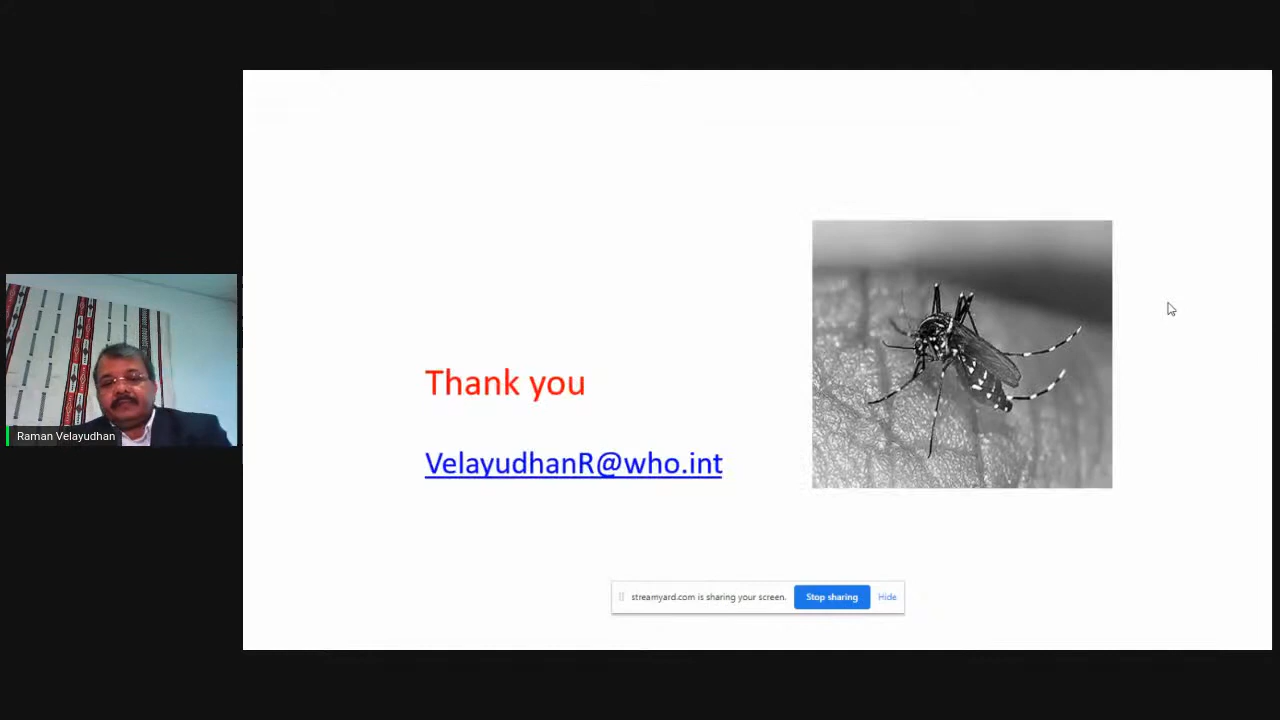 Thank you
VelayudhanR@who.int
Raman Velayudhan
streamyard.com is sharing your screen. Stop sharing Hide